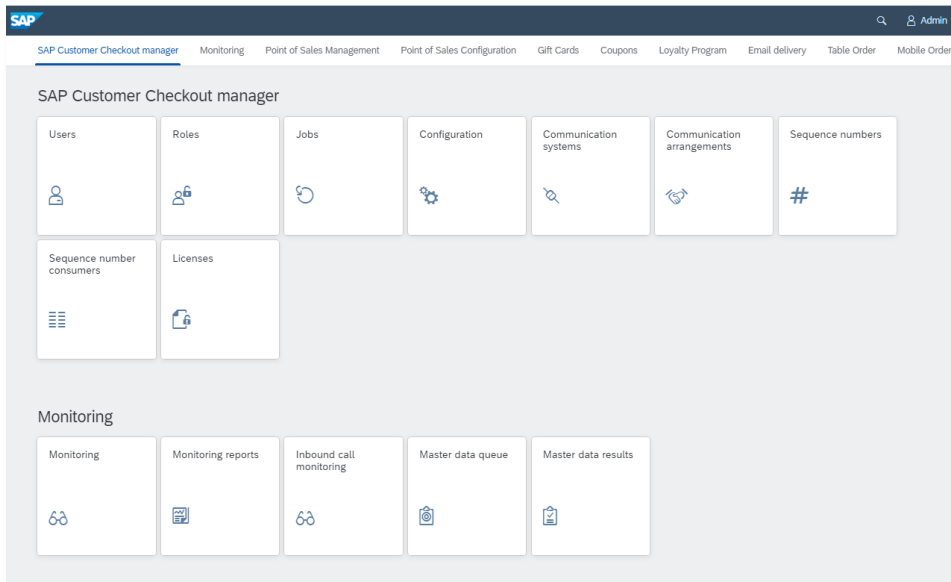 SAP
Admin
SAP Customer Checkout manager Monitoring Point of Sales Management Point of Sales Configuration Gift Cards Coupons Loyalty Program Email delivery Table Order Mobile Order
SAP Customer Checkout manager
Users
Roles
Jobs
Configuration
Communication
systems
Communication
arrangements
Sequence numbers
Sequence number
consumers
Licenses
Monitoring
Monitoring
Monitoring reports
Inbound call
monitoring
Master data queue
Master data results